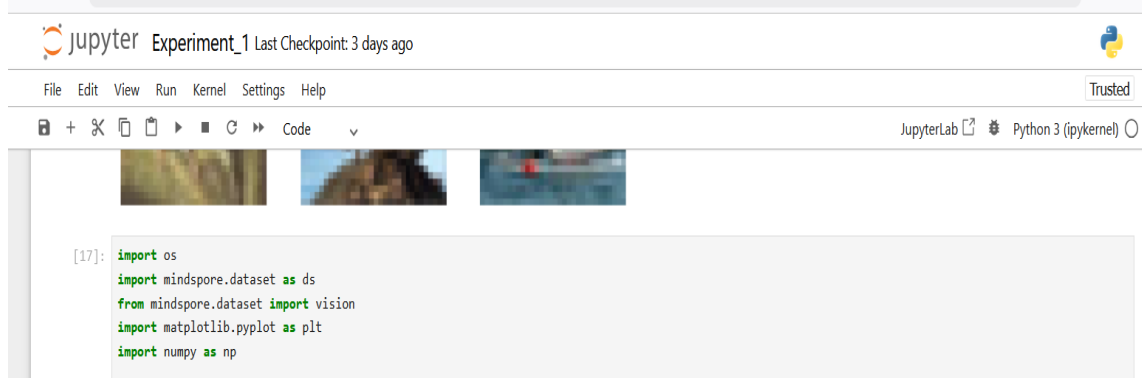 jupyter Experiment_1 Last Checkpoint: 3 days ago
File Edit View Run Kernel Settings Help Trusted
Code JupyterLab Python 3 (ipykernel)
[17]: import os
import mindspore.dataset as ds
from mindspore.dataset import vision
import matplotlib.pyplot as plt
import numpy as np